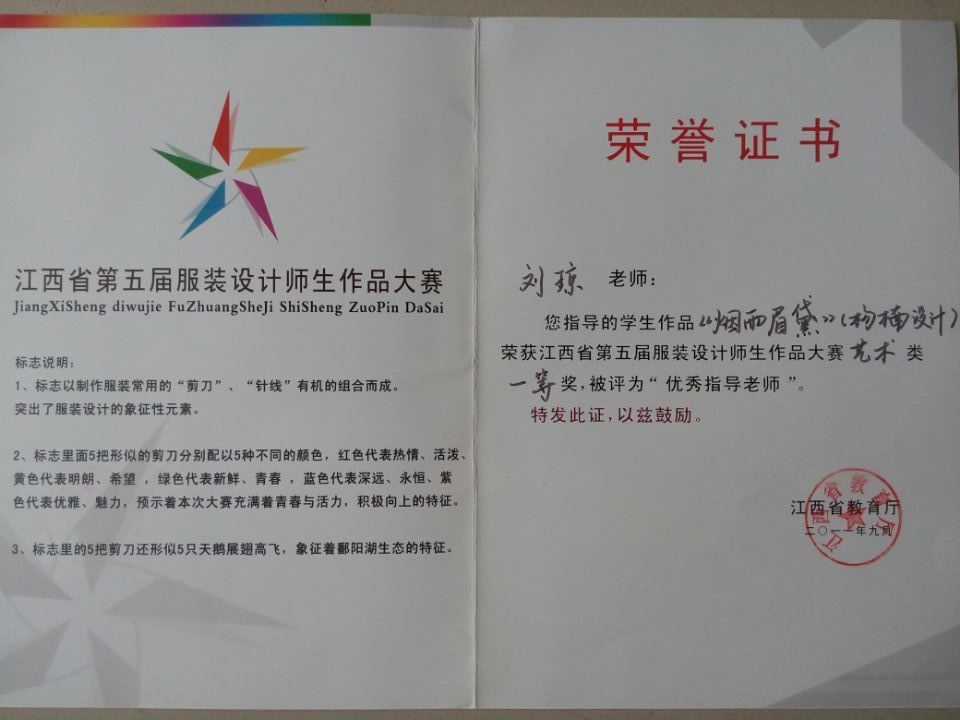 江西省第五届服装设计师生作品大赛
JiangXiSheng diwujie FuZhuangSheJi ShiSheng ZuoPin DaSai
标志说明：
1、标志以制作服装常用的“剪刀”、“针线”有机的组合而成。
突出了服装设计的象征性元素。
2、标志里面5把形似的剪刀分别配以5种不同的颜色，红色代表热情、活泼、
黄色代表明朗、希望，绿色代表新鲜、青春，蓝色代表深远、永恒，紫
色代表优雅、魅力，预示着本次大赛充满着青春与活力，积极向上的特征。
3、标志里的5把剪刀还形似5只天鹅展翅高飞，象征着鄱阳湖生态的特征。
荣誉证书
刘琼 老师：
您指导的学生作品“烟雨眉黛”（杨楠设计）
荣获江西省第五届服装设计师生作品大赛 艺术 类
一等奖，被评为“优秀指导老师”。
特发此证，以兹鼓励。
江西省教育厅
二〇一一年九月
江西省教育厅